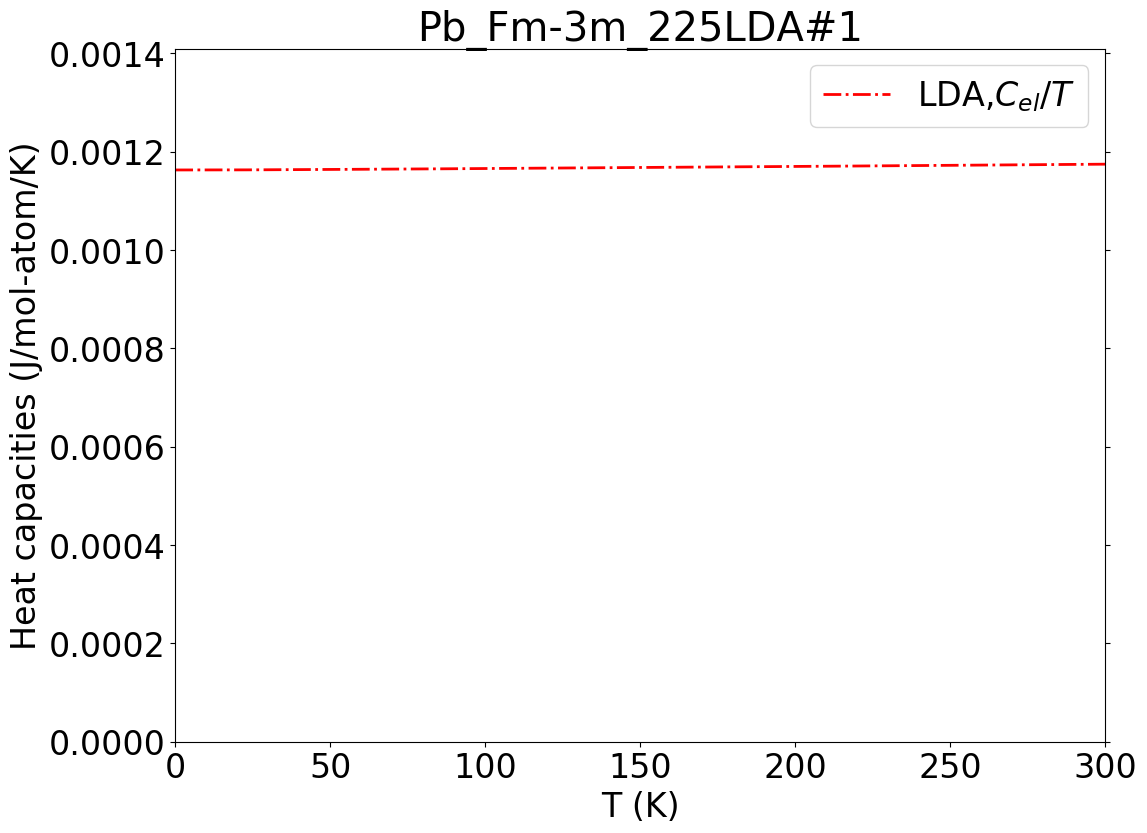 Pb_Fm-3m_225LDA#1
LDA,C_{el}/T
Heat capacities (J/mol-atom/K)
0.0014
0.0012
0.0010
0.0008
0.0006
0.0004
0.0002
0.0000
0 50 100 150 200 250 300
T (K)